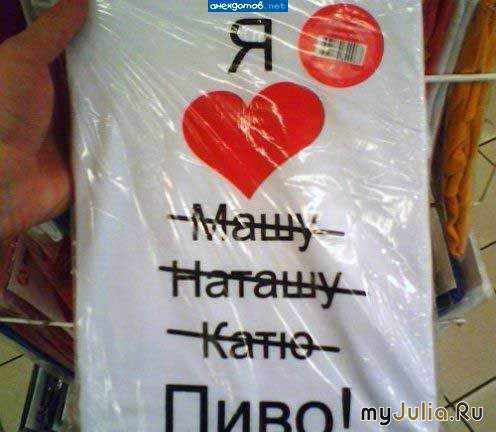 анекдотов.net
Я
Машу
Наташу
Катю
Пиво!
myJulia.Ru